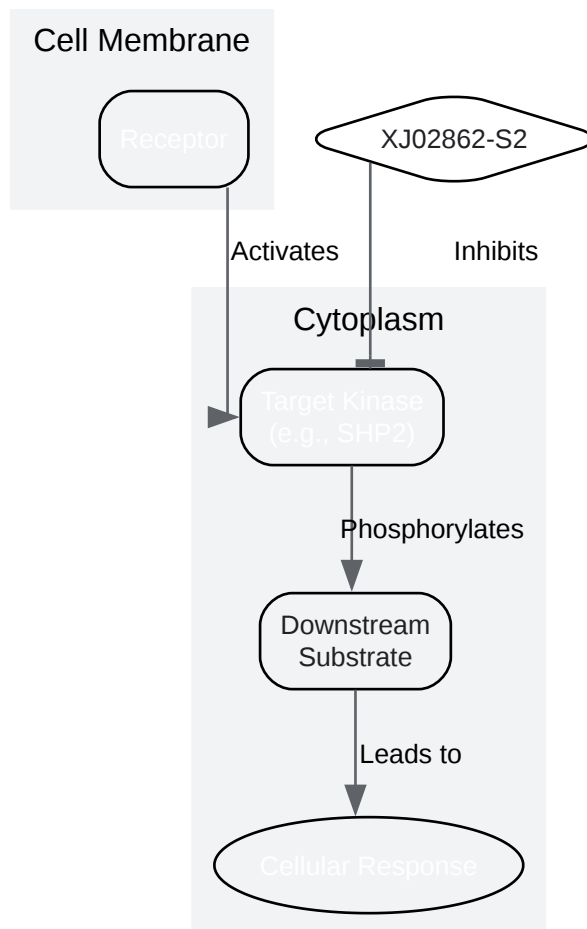 Cell Membrane
Receptor
XJ02862-S2
Activates
Inhibits
Cytoplasm
Target Kinase
(e.g., SHP2)
Phosphorylates
Downstream
Substrate
Leads to
Cellular Response